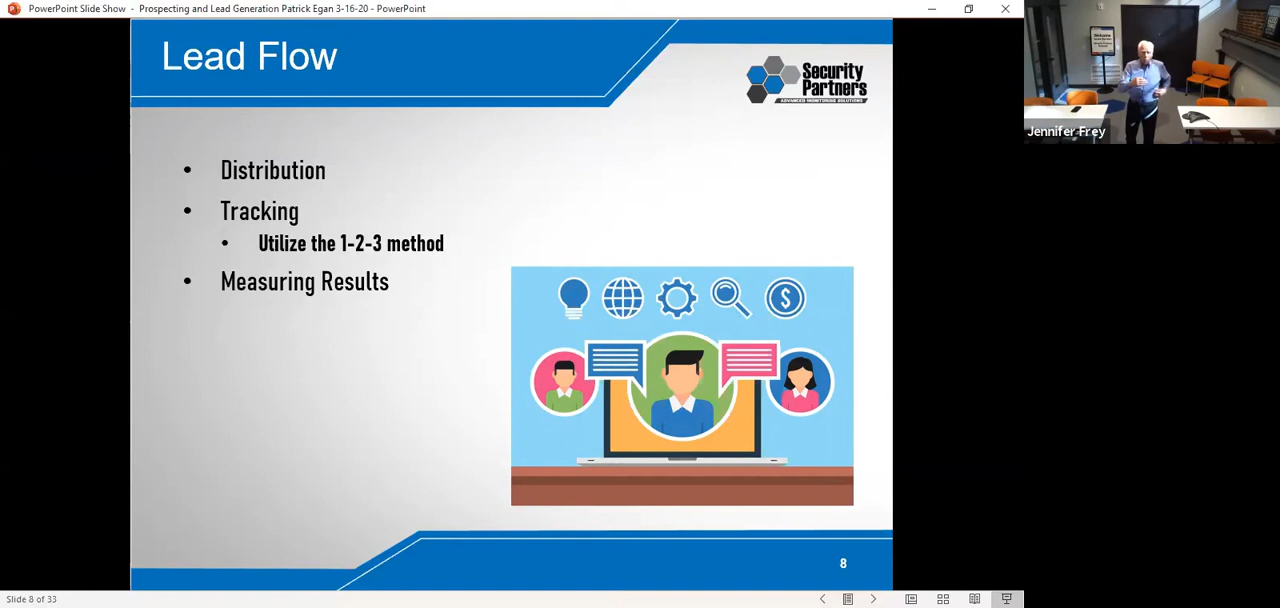 PowerPoint Slide Show - Prospecting and Lead Generation Patrick Egan 3-16-20 - PowerPoint
Lead Flow
Security
Partners
ADVANCED MONITORING SOLUTIONS
• Distribution
• Tracking
• Utilize the 1-2-3 method
• Measuring Results
$
8
Slide 8 of 33
Welcome
Jennifer Frey